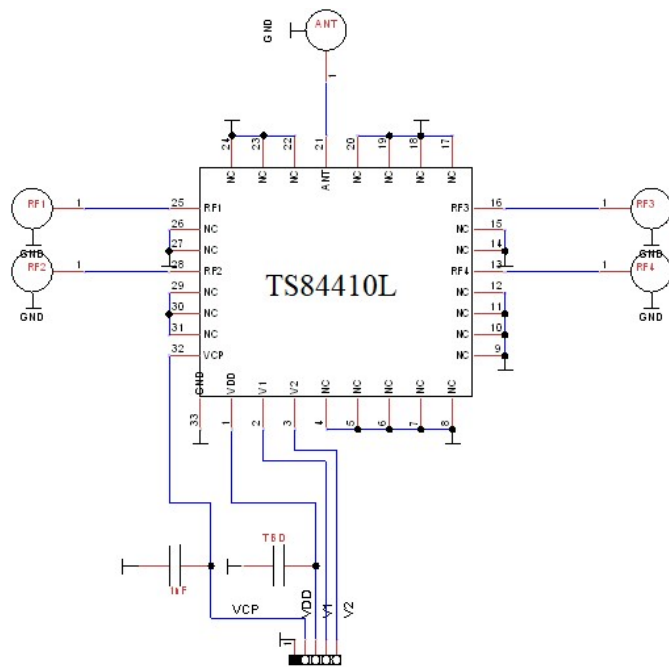 GND
ANT
1
24 23 22 21 20 19 18 17
NC NC NC ANT NC NC NC NC
RF1 1 25 RF1
RF3 16 1 RF3
26 NC
NC 15
GND 27 NC
NC 14 GND
RF2 1 28 RF2
RF4 13 1 RF4
TS84410L
29 NC
NC 12
GND 30 NC
NC 11 GND
31 NC
NC 10
32 VCP
NC 9
GND VDD V1 V2 NC NC NC NC NC
33 1 2 3 4 5 6 7 8
TBD
1nF
VCP VDD V1 V2
1